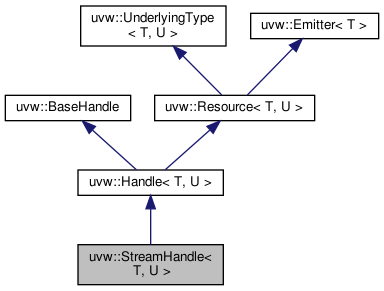 uvw::UnderlyingType
< T, U >
uvw::Emitter< T >
uvw::BaseHandle
uvw::Resource< T, U >
uvw::Handle< T, U >
uvw::StreamHandle<
T, U >